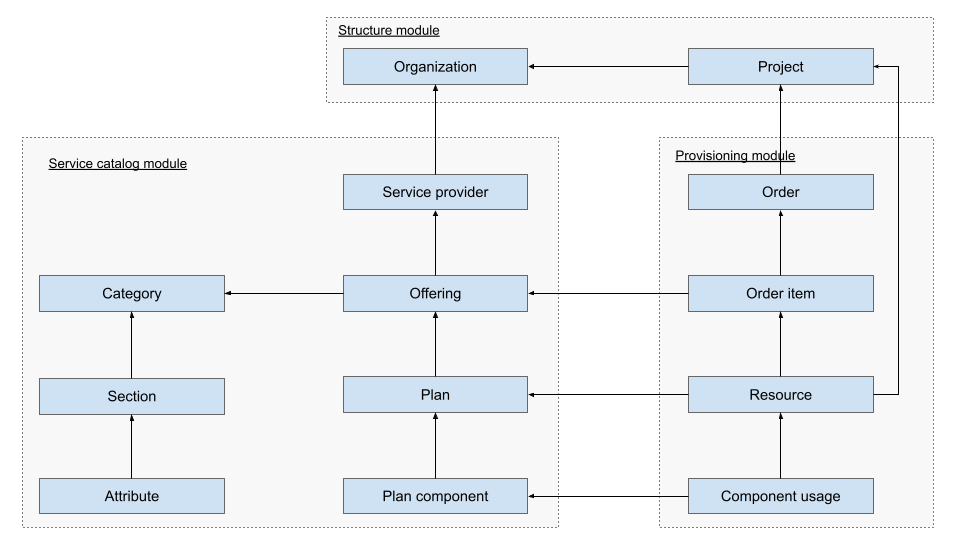 Structure module
Organization
Project
Service catalog module
Provisioning module
Service provider
Order
Category
Offering
Order item
Section
Plan
Resource
Attribute
Plan component
Component usage